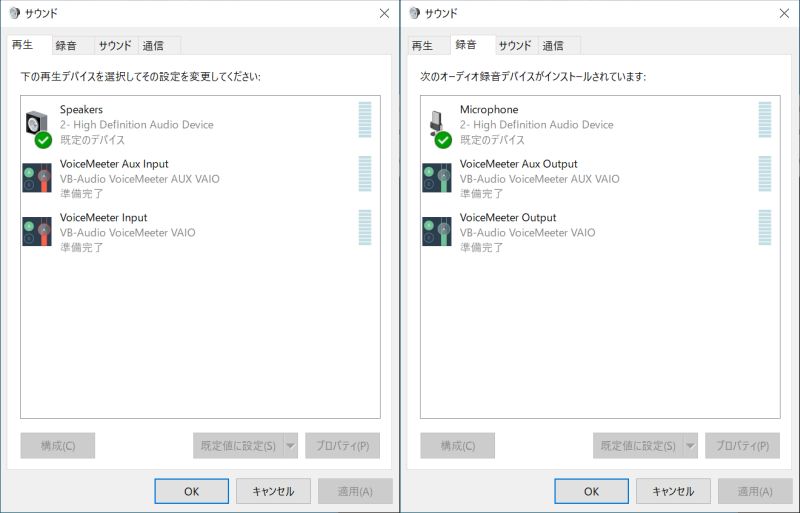 サウンド
再生 録音 サウンド 通信
下の再生デバイスを選択してその設定を変更してください:
Speakers
2- High Definition Audio Device
既定のデバイス
VoiceMeeter Aux Input
VB-Audio VoiceMeeter AUX VAIO
準備完了
VoiceMeeter Input
VB-Audio VoiceMeeter VAIO
準備完了
構成(C) 既定値に設定(S) プロパティ(P)
OK キャンセル 適用(A)
サウンド
再生 録音 サウンド 通信
次のオーディオ録音デバイスがインストールされています:
Microphone
2- High Definition Audio Device
既定のデバイス
VoiceMeeter Aux Output
VB-Audio VoiceMeeter AUX VAIO
準備完了
VoiceMeeter Output
VB-Audio VoiceMeeter VAIO
準備完了
構成(C) 既定値に設定(S) プロパティ(P)
OK キャンセル 適用(A)